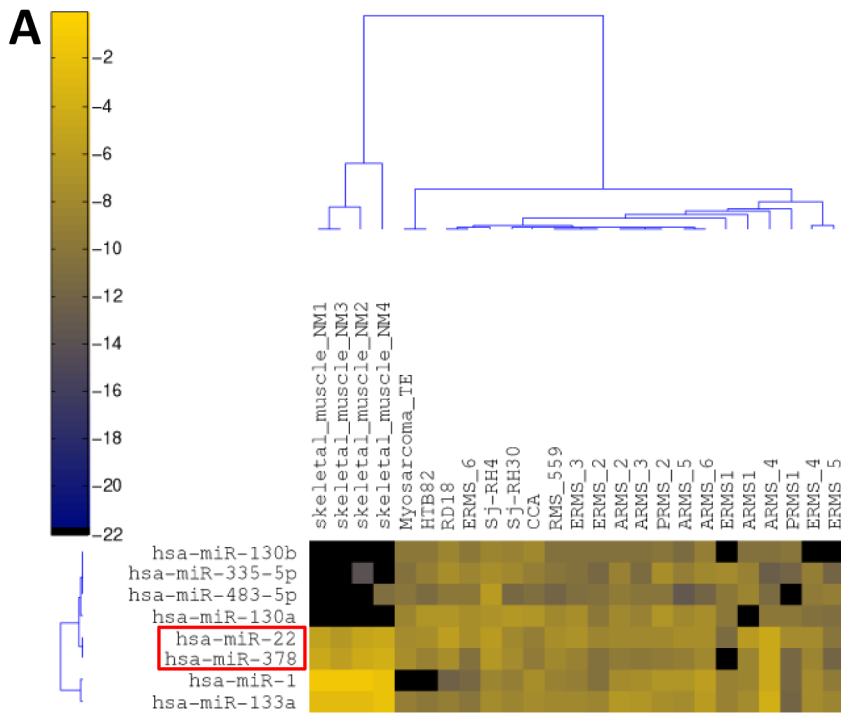 A
-2
-4
-6
-8
-10
-12
-14
-16
-18
-20
-22
skeletal_muscle_NM1
skeletal_muscle_NM3
skeletal_muscle_NM2
skeletal_muscle_NM4
Myosarcoma_TE
HTB82
RD18
ERMS_6
Sj-RH4
Sj-RH30
CCA
RMS_559
ERMS_3
ERMS_2
ARMS_2
ARMS_3
PRMS_2
ARMS_5
ARMS_6
ERMS1
ARMS1
ARMS_4
PRMS1
ERMS_4
ERMS_5
hsa-miR-130b
hsa-miR-335-5p
hsa-miR-483-5p
hsa-miR-130a
hsa-miR-22
hsa-miR-378
hsa-miR-1
hsa-miR-133a